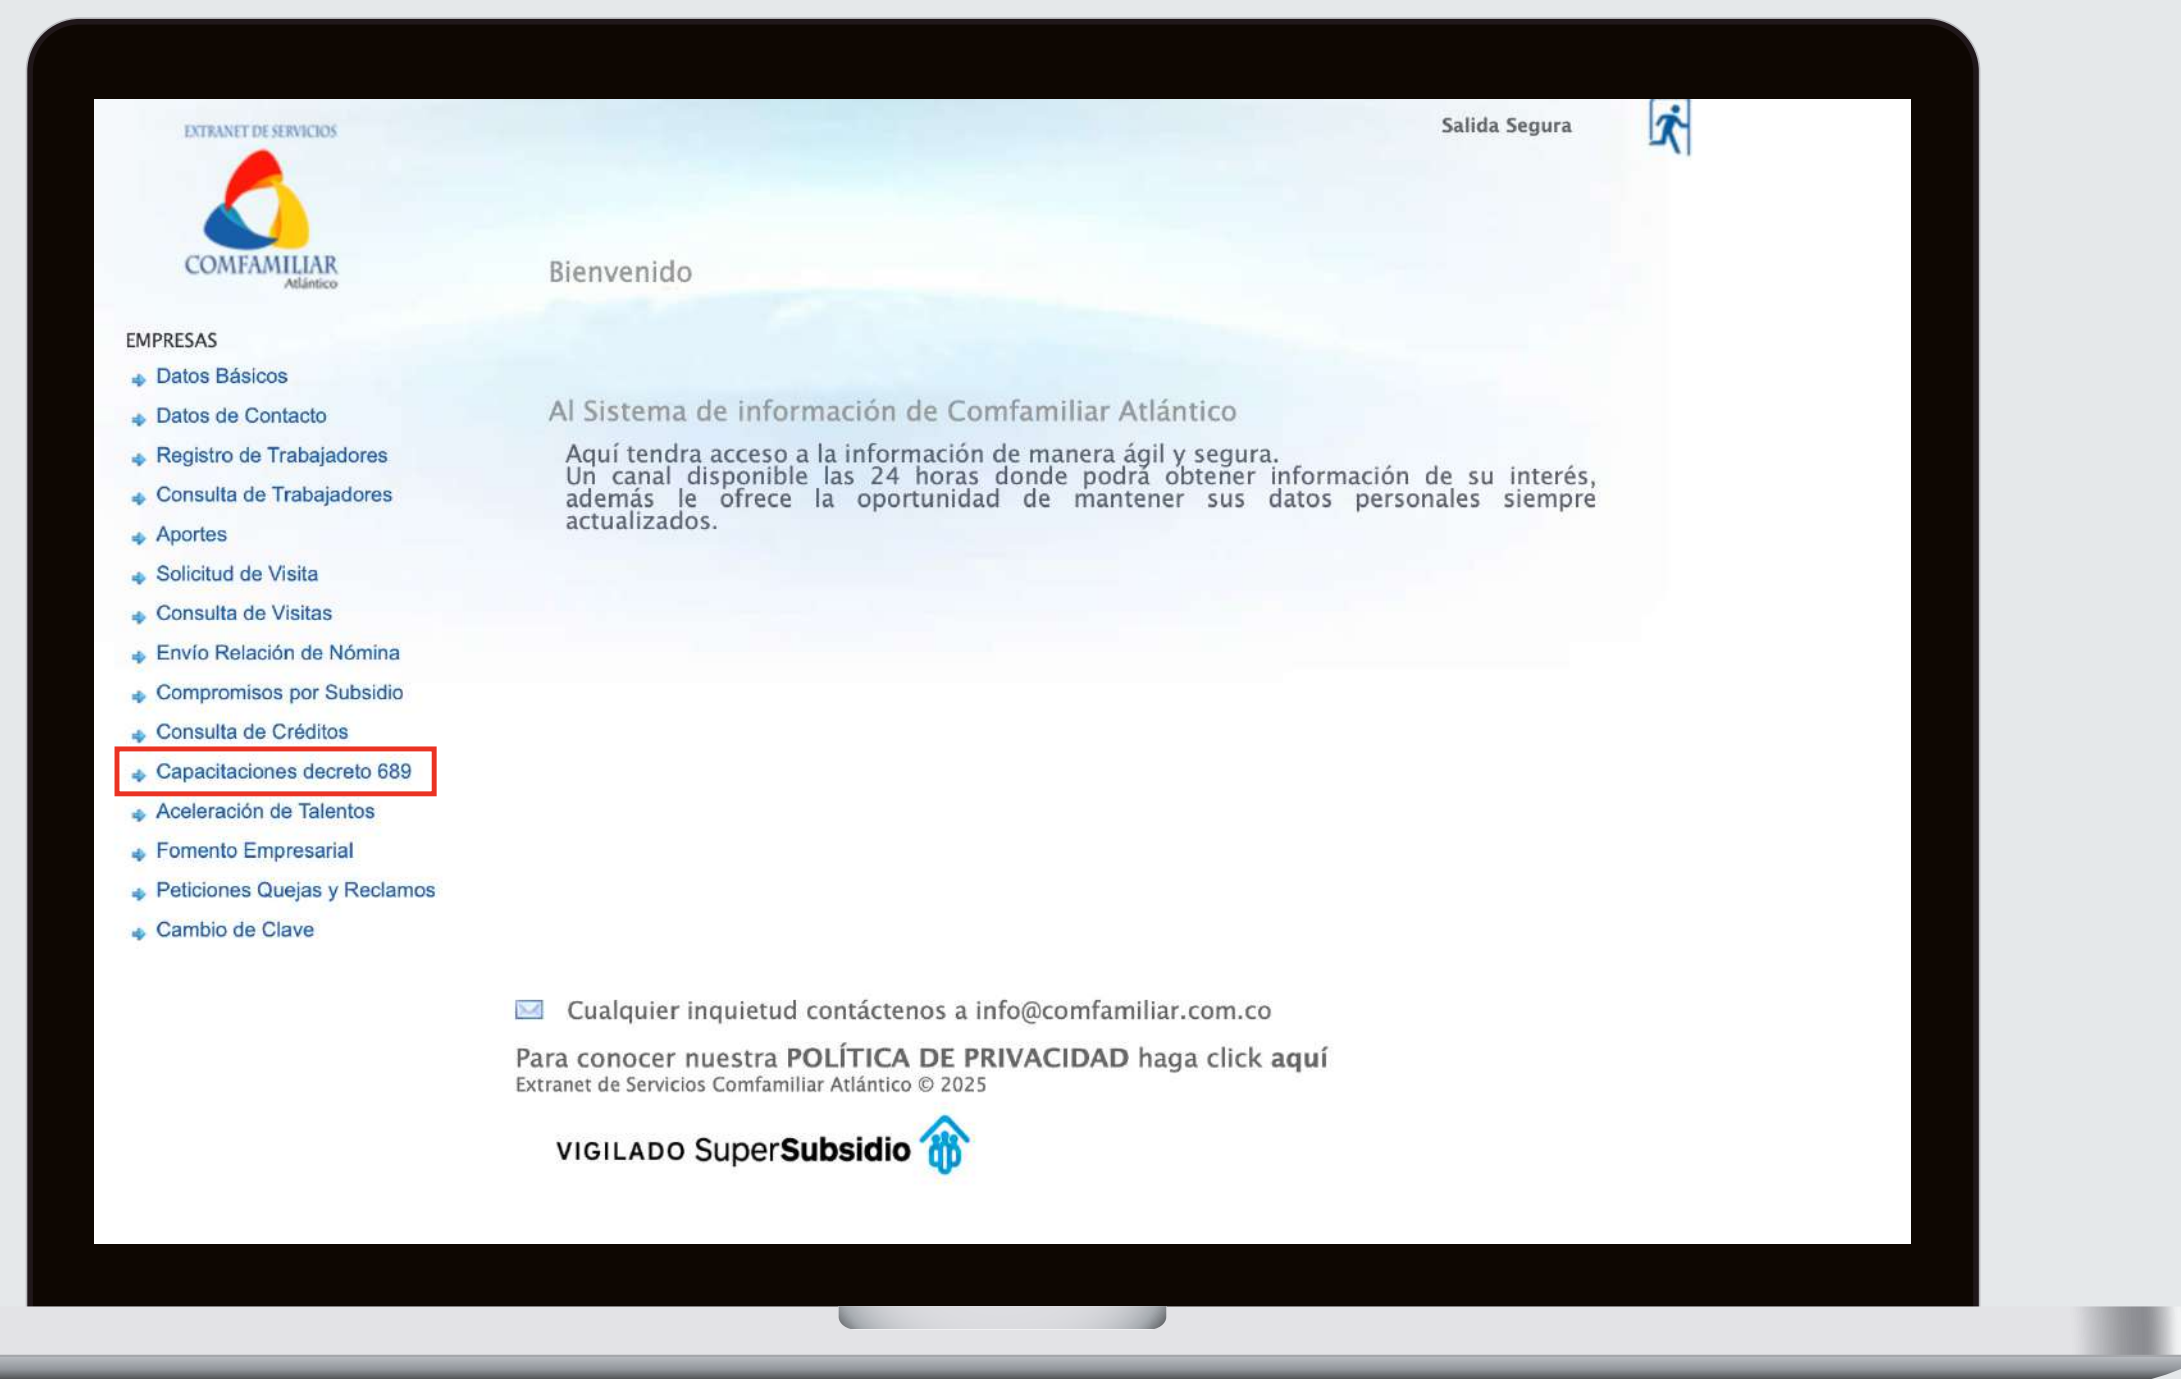 EXTRANET DE SERVICIOS
COMFAMILIAR
Atlántico
Salida Segura
Bienvenido
EMPRESAS
Datos Básicos
Datos de Contacto
Registro de Trabajadores
Consulta de Trabajadores
Aportes
Solicitud de Visita
Consulta de Visitas
Envío Relación de Nómina
Compromisos por Subsidio
Consulta de Créditos
Capacitaciones decreto 689
Aceleración de Talentos
Fomento Empresarial
Peticiones Quejas y Reclamos
Cambio de Clave
Al Sistema de información de Comfamiliar Atlántico
Aquí tendra acceso a la información de manera ágil y segura.
Un canal disponible las 24 horas donde podrá obtener información de su interés,
además le ofrece la oportunidad de mantener sus datos personales siempre
actualizados.
Cualquier inquietud contáctenos a info@comfamiliar.com.co
Para conocer nuestra POLÍTICA DE PRIVACIDAD haga click aquí
Extranet de Servicios Comfamiliar Atlántico © 2025
VIGILADO SuperSubsidio